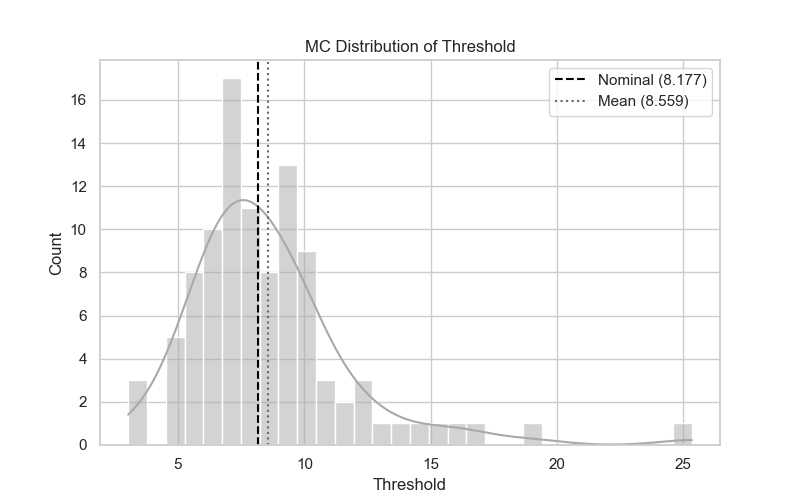 MC Distribution of Threshold
Nominal (8.177)
Mean (8.559)
Count
16
14
12
10
8
6
4
2
0
5
10
15
20
25
Threshold